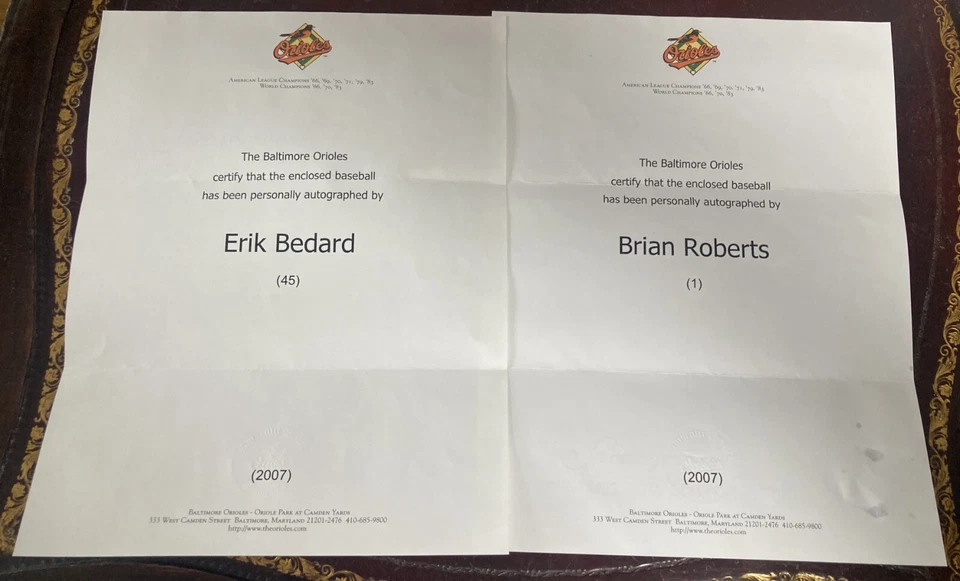 Orioles
AMERICAN LEAGUE CHAMPIONS '66, '69, '70, '71, '79, '83
WORLD CHAMPIONS '66, '70, '83
The Baltimore Orioles
certify that the enclosed baseball
has been personally autographed by
Erik Bedard
(45)
(2007)
BALTIMORE ORIOLES - ORIOLE PARK AT CAMDEN YARDS
333 WEST CAMDEN STREET BALTIMORE, MARYLAND 21201-2476 410-685-9800
http://www.theorioles.com
Orioles
AMERICAN LEAGUE CHAMPIONS '66, '69, '70, '71, '79, '83
WORLD CHAMPIONS '66, '70, '83
The Baltimore Orioles
certify that the enclosed baseball
has been personally autographed by
Brian Roberts
(1)
(2007)
BALTIMORE ORIOLES - ORIOLE PARK AT CAMDEN YARDS
333 WEST CAMDEN STREET BALTIMORE, MARYLAND 21201-2476 410-685-9800
http://www.theorioles.com